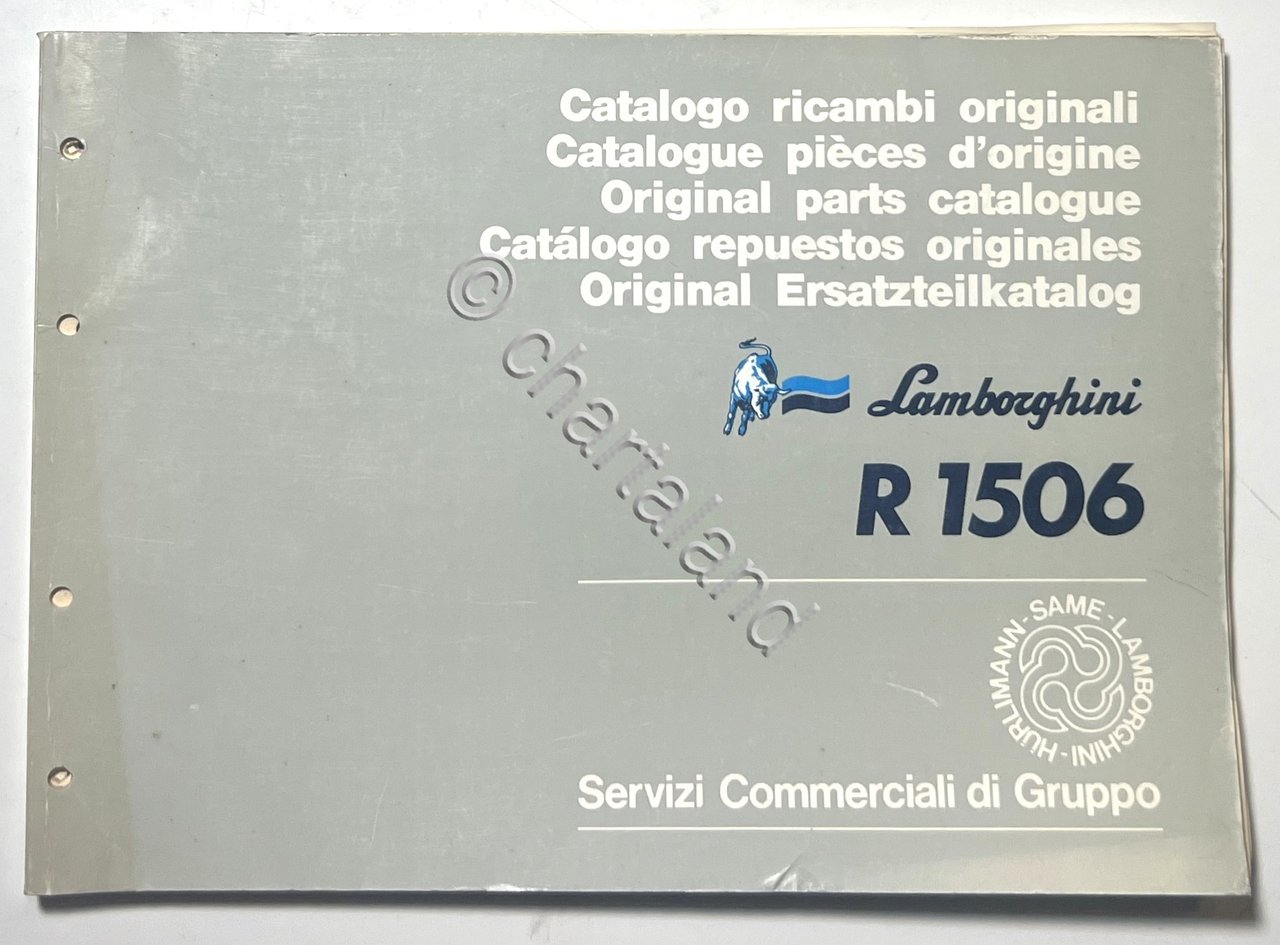 Catalogo ricambi originali
Catalogue pièces d'origine
Original parts catalogue
Catálogo repuestos originales
Original Ersatzteilkatalog
© chartaland
Lamborghini
R 1506
HÜRLIMANN-SAME-LAMBORGHINI-
Servizi Commerciali di Gruppo